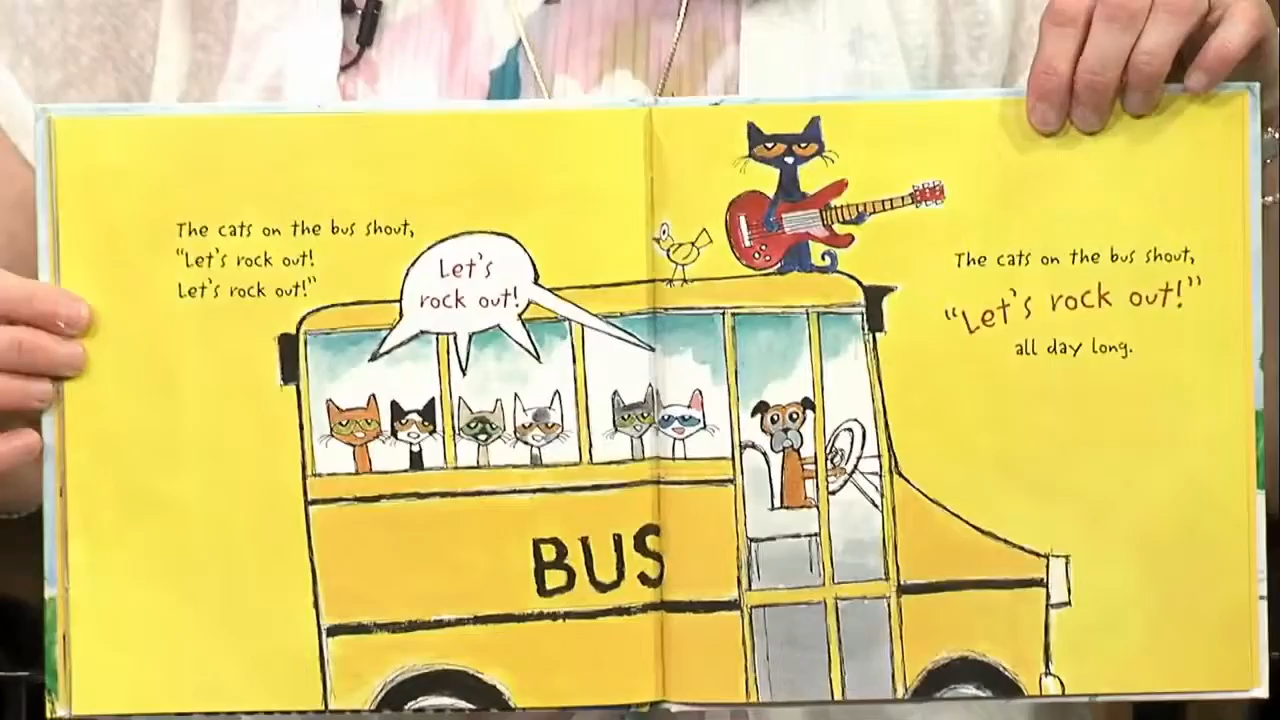 The cats on the bus shout,
"Let's rock out!
Let's rock out!"
Let's
rock out!
BUS
The cats on the bus shout,
"Let's rock out!"
all day long.